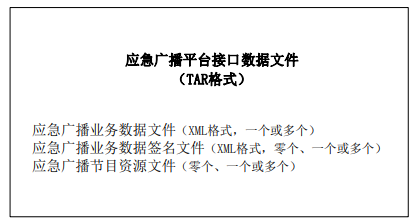 应急广播平台接口数据文件
（TAR格式）
应急广播业务数据文件（XML格式，一个或多个）
应急广播业务数据签名文件（XML格式，零个、一个或多个）
应急广播节目资源文件（零个、一个或多个）